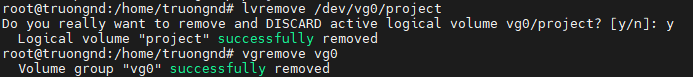 root@truongnd:/home/truongnd# lvremove /dev/vg0/project
Do you really want to remove and DISCARD active logical volume vg0/project? [y/n]: y
  Logical volume "project" successfully removed
root@truongnd:/home/truongnd# vgremove vg0
  Volume group "vg0" successfully removed